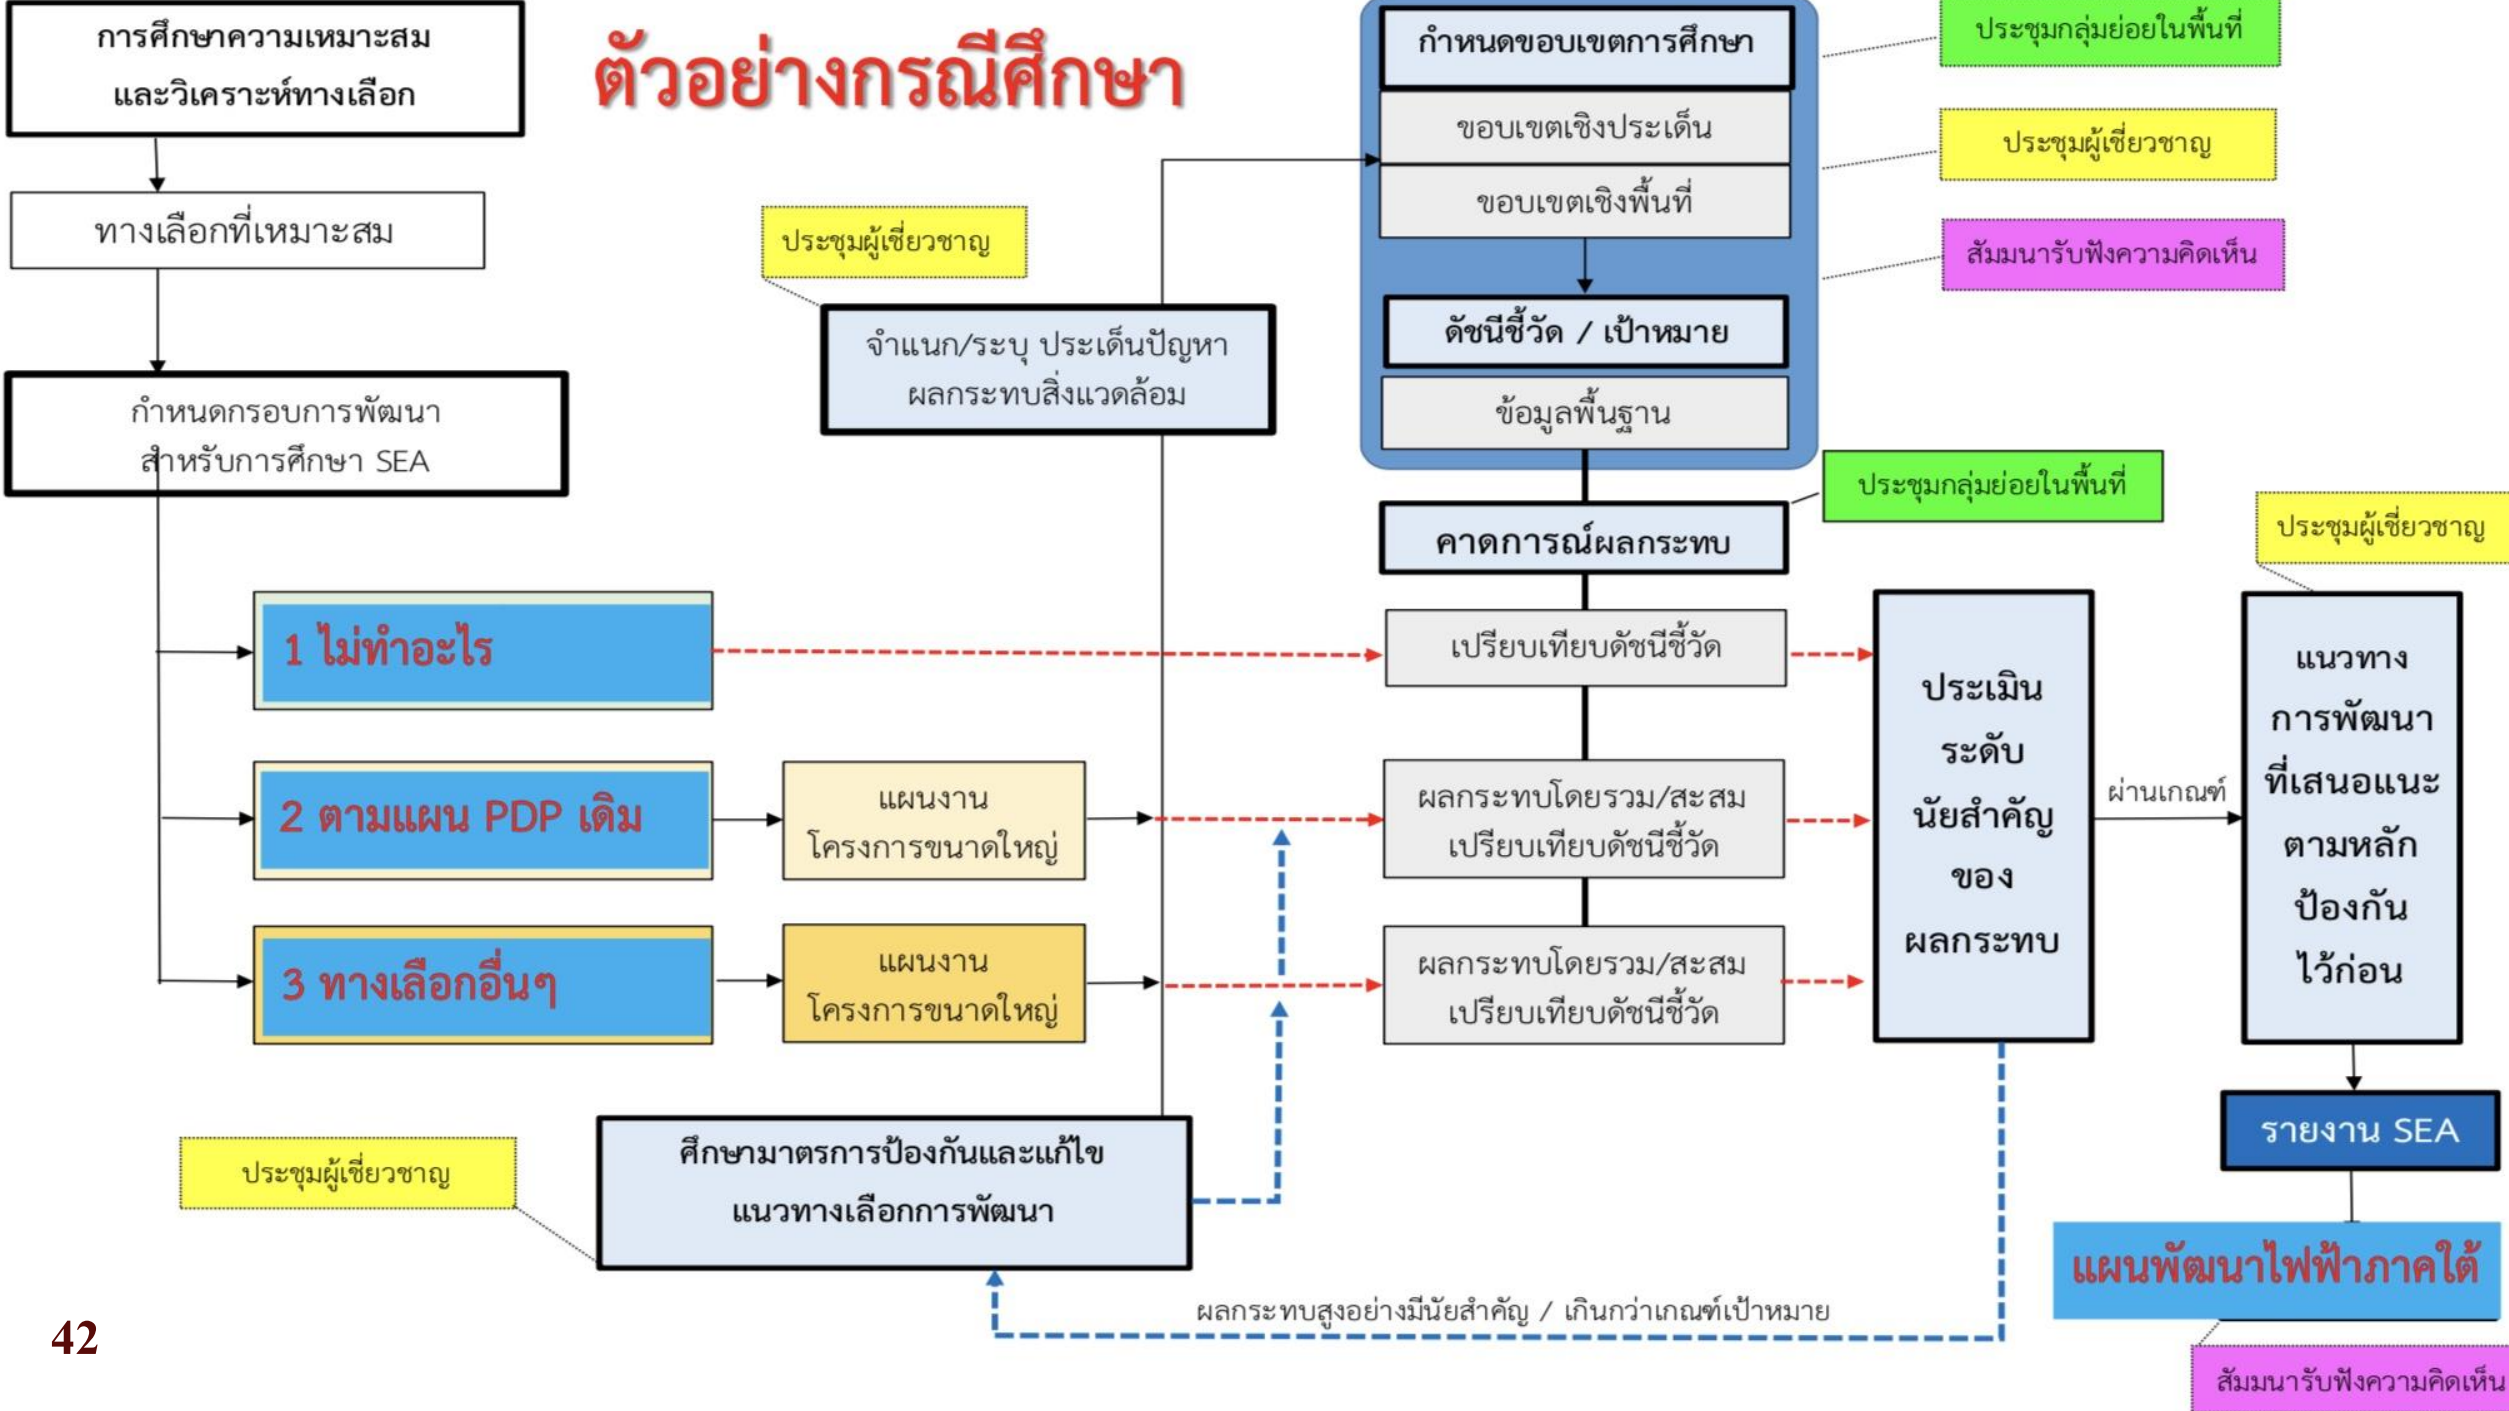 การศึกษาความเหมาะสม
และวิเคราะห์ทางเลือก
ตัวอย่างกรณีศึกษา
กำหนดขอบเขตการศึกษา
ขอบเขตเชิงประเด็น
ขอบเขตเชิงพื้นที่
ประชุมกลุ่มย่อยในพื้นที่
ประชุมผู้เชี่ยวชาญ
สัมมนารับฟังความคิดเห็น
ทางเลือกที่เหมาะสม
ประชุมผู้เชี่ยวชาญ
จำแนก/ระบุ ประเด็นปัญหา
ผลกระทบสิ่งแวดล้อม
ดัชนีชี้วัด / เป้าหมาย
ข้อมูลพื้นฐาน
กำหนดกรอบการพัฒนา
สำหรับการศึกษา SEA
ประชุมกลุ่มย่อยในพื้นที่
คาดการณ์ผลกระทบ
ประชุมผู้เชี่ยวชาญ
1 ไม่ทำอะไร
เปรียบเทียบดัชนีชี้วัด
2 ตามแผน PDP เดิม
แผนงาน
โครงการขนาดใหญ่
ผลกระทบโดยรวม/สะสม
เปรียบเทียบดัชนีชี้วัด
3 ทางเลือกอื่นๆ
แผนงาน
โครงการขนาดใหญ่
ผลกระทบโดยรวม/สะสม
เปรียบเทียบดัชนีชี้วัด
ประเมิน
ระดับ
นัยสำคัญ
ของ
ผลกระทบ
ผ่านเกณฑ์
แนวทาง
การพัฒนา
ที่เสนอแนะ
ตามหลัก
ป้องกัน
ไว้ก่อน
ประชุมผู้เชี่ยวชาญ
ศึกษามาตรการป้องกันและแก้ไข
แนวทางเลือกการพัฒนา
รายงาน SEA
แผนพัฒนาไฟฟ้าภาคใต้
ผลกระทบสูงอย่างมีนัยสำคัญ / เกินกว่าเกณฑ์เป้าหมาย
สัมมนารับฟังความคิดเห็น
42